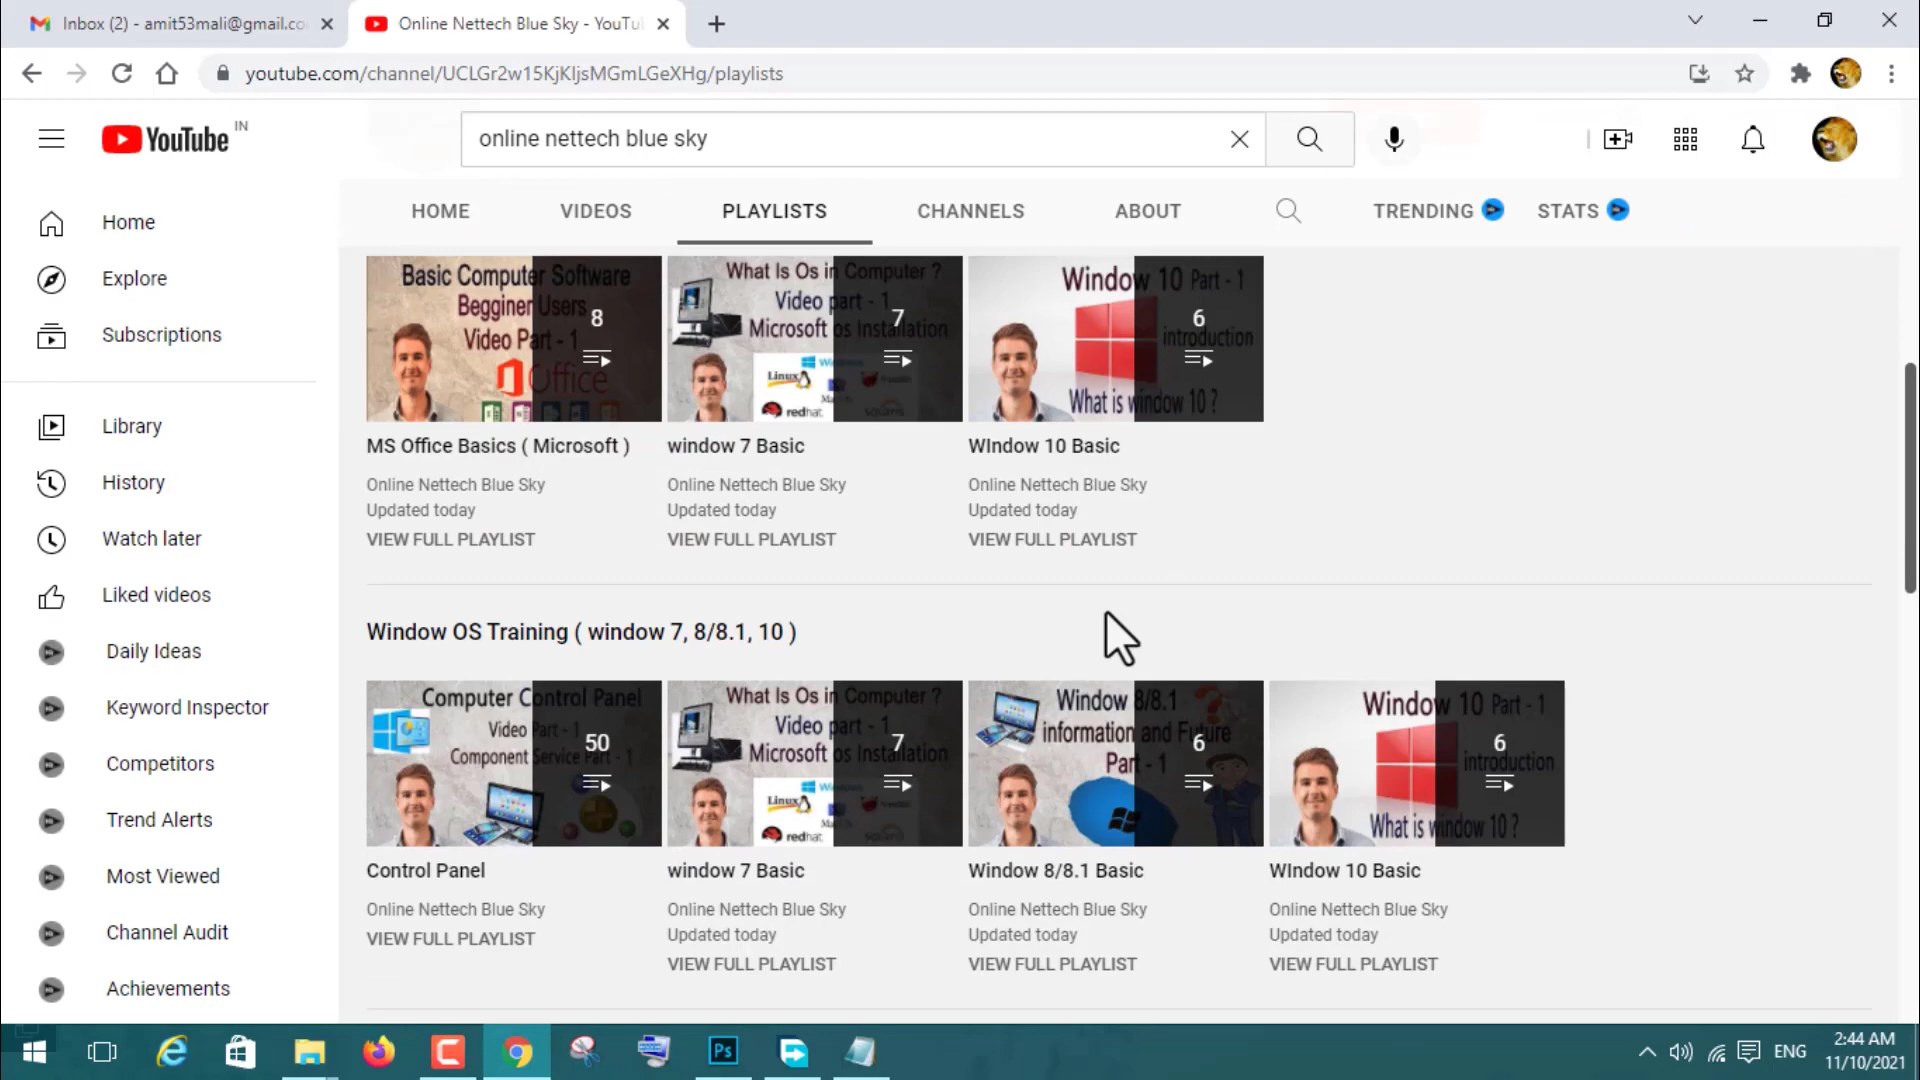 Inbox (2) - amit53mali@gmail.co
Online Nettech Blue Sky - YouTu
youtube.com/channel/UCLGr2w15KjKIjsMGmLGeXHg/playlists
YouTube IN
online nettech blue sky
HOME
VIDEOS
PLAYLISTS
CHANNELS
ABOUT
TRENDING
STATS
Home
Explore
Subscriptions
Library
History
Watch later
Liked videos
Daily Ideas
Keyword Inspector
Competitors
Trend Alerts
Most Viewed
Channel Audit
Achievements
Basic Computer Software
Begginer Users
Video Part - 1
Office
8
What Is Os in Computer ?
Video part - 1
Microsoft os Installation
Windows
Linux
redhat
solaris
7
Window 10 Part - 1
introduction
What is window 10 ?
6
MS Office Basics ( Microsoft )
Online Nettech Blue Sky
Updated today
VIEW FULL PLAYLIST
window 7 Basic
Online Nettech Blue Sky
Updated today
VIEW FULL PLAYLIST
WIndow 10 Basic
Online Nettech Blue Sky
Updated today
VIEW FULL PLAYLIST
Window OS Training ( window 7, 8/8.1, 10 )
Computer Control Panel
Video Part - 1
Component Service Part - 1
50
What Is Os in Computer ?
Video part - 1
Microsoft os Installation
Windows
Linux
redhat
solaris
7
Window 8/8.1
information and Future
Part - 1
6
Window 10 Part - 1
introduction
What is window 10 ?
6
Control Panel
Online Nettech Blue Sky
VIEW FULL PLAYLIST
window 7 Basic
Online Nettech Blue Sky
Updated today
VIEW FULL PLAYLIST
Window 8/8.1 Basic
Online Nettech Blue Sky
Updated today
VIEW FULL PLAYLIST
WIndow 10 Basic
Online Nettech Blue Sky
Updated today
VIEW FULL PLAYLIST
Ps
ENG
2:44 AM
11/10/2021